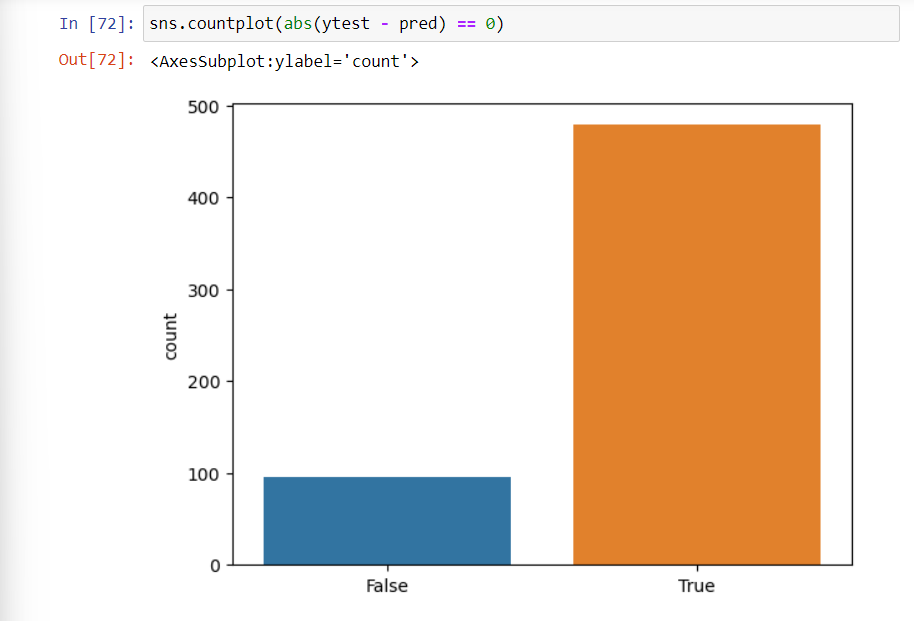 In [72]: sns.countplot(abs(ytest - pred) == 0)
Out[72]: <AxesSubplot:ylabel='count'>
500
400
300
count
200
100
0
False True